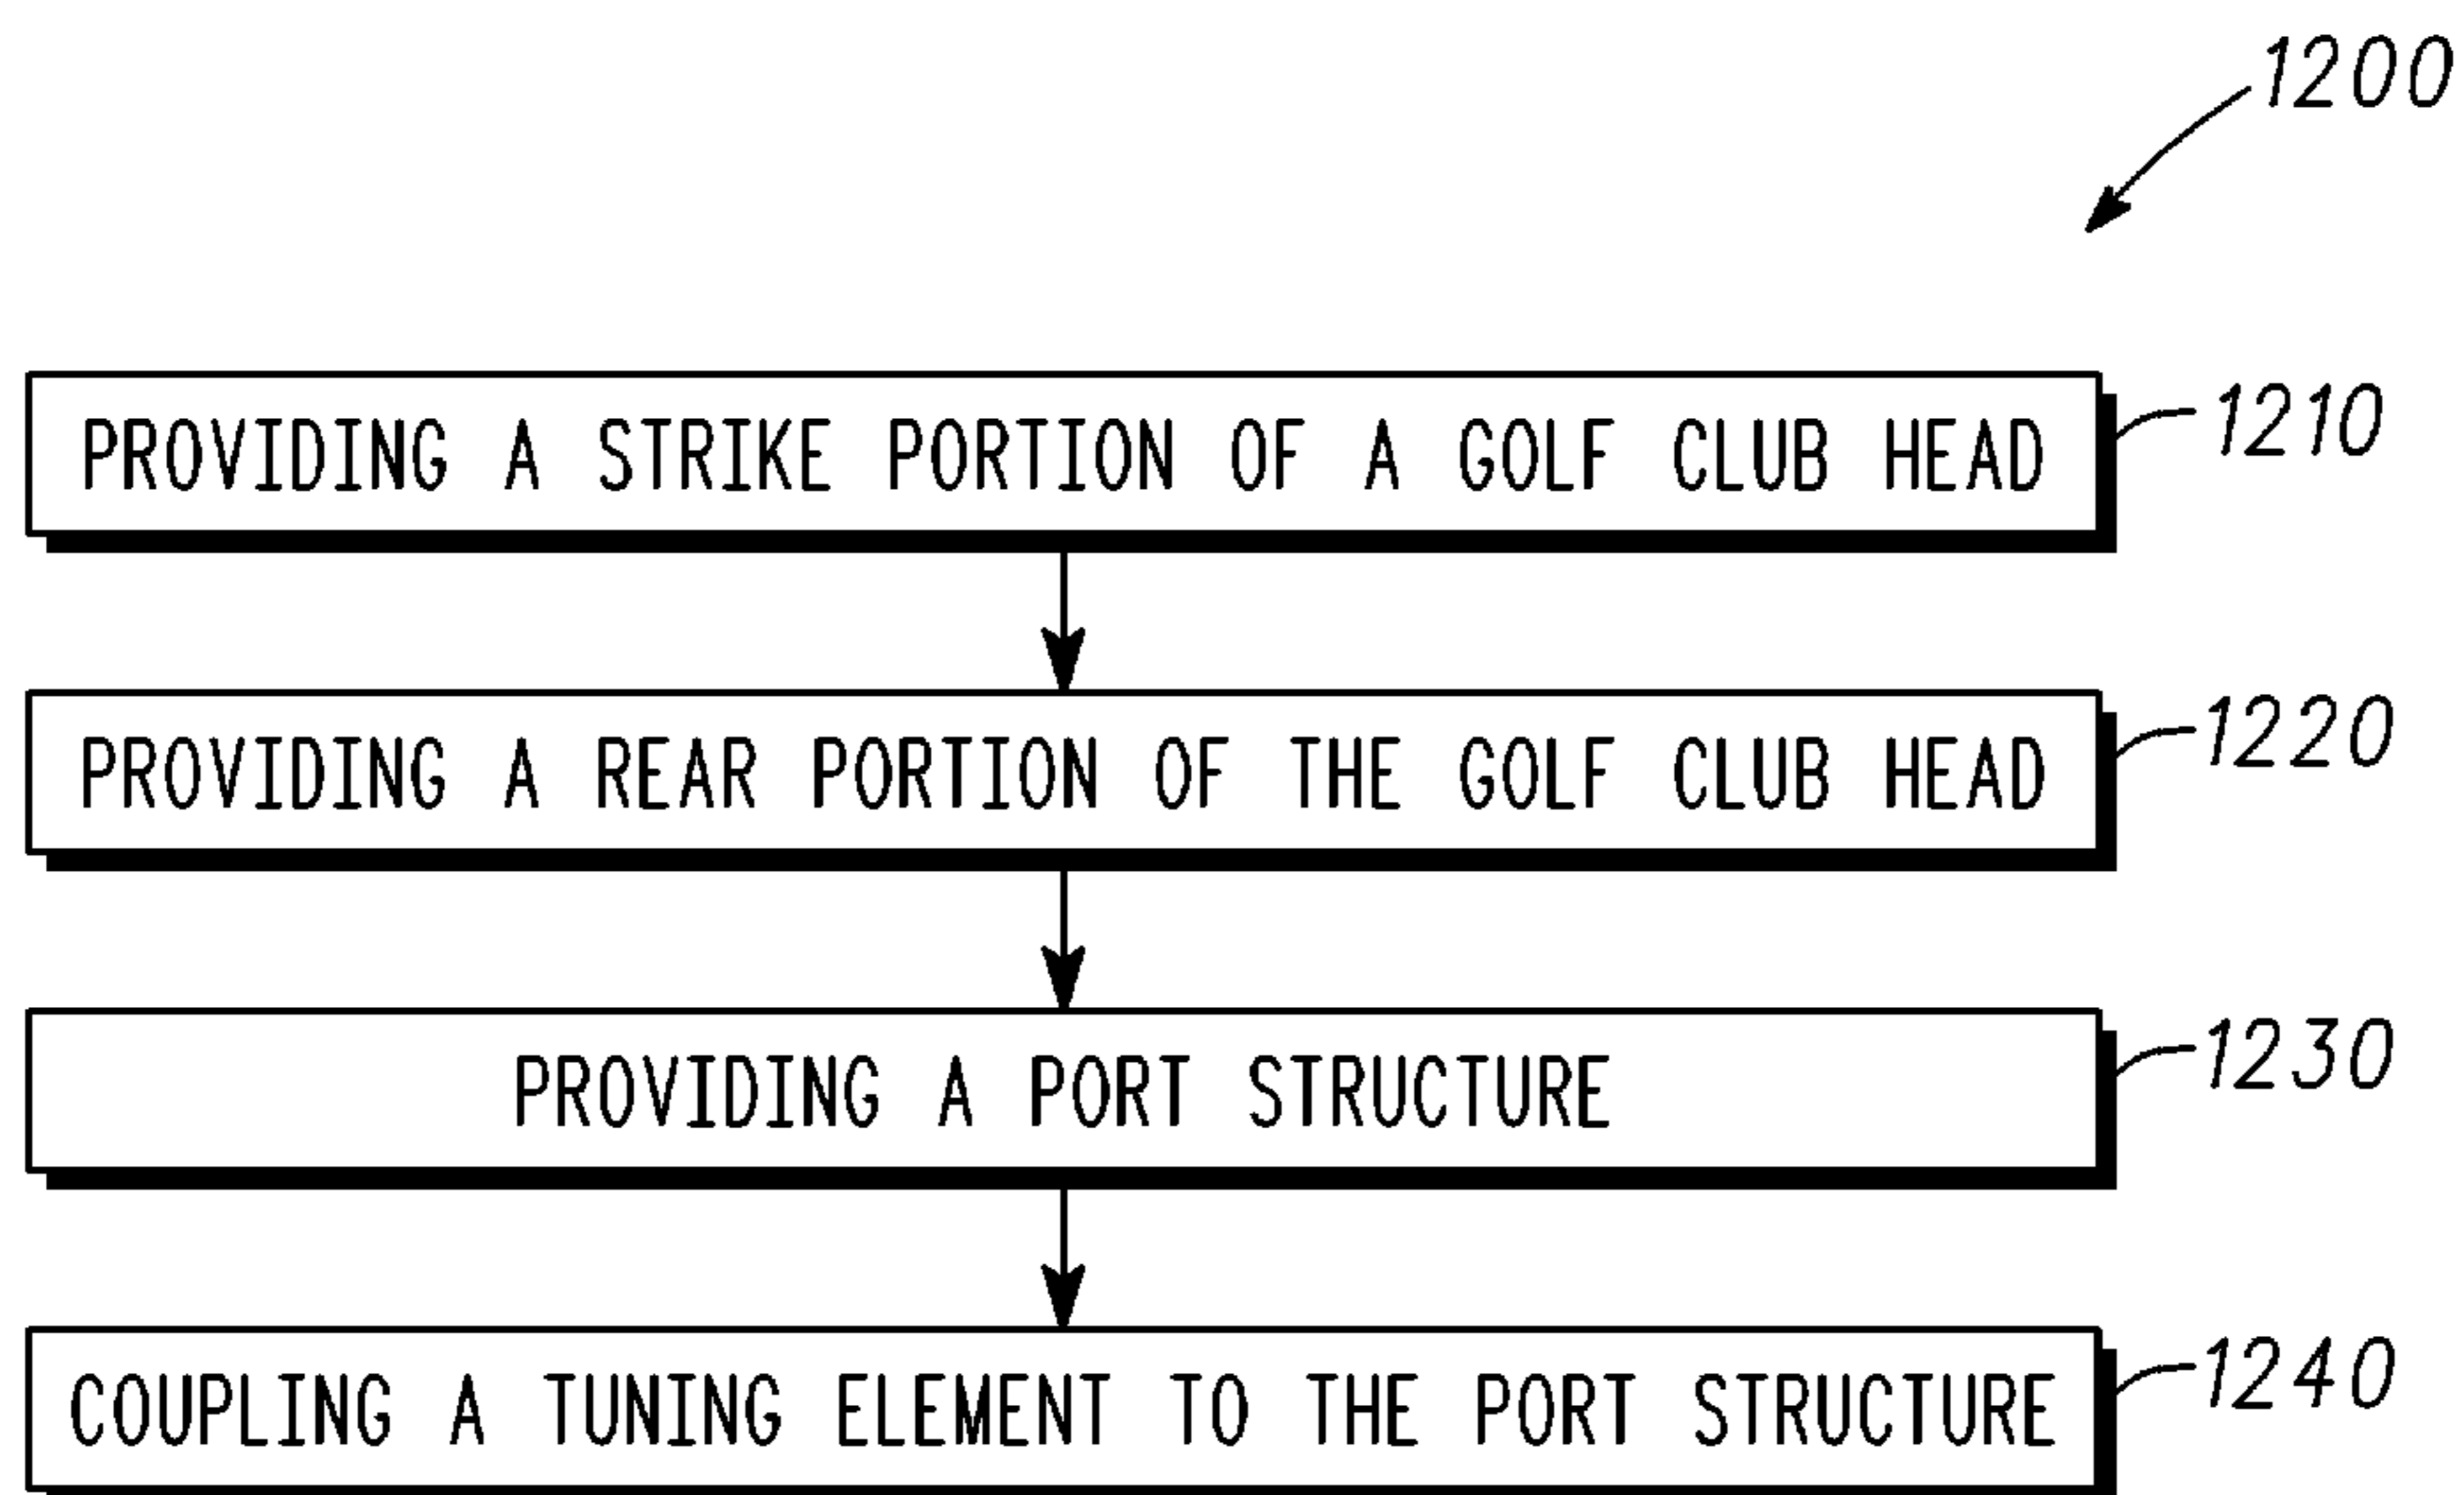 1200
PROVIDING A STRIKE PORTION OF A GOLF CLUB HEAD
1210
PROVIDING A REAR PORTION OF THE GOLF CLUB HEAD
1220
PROVIDING A PORT STRUCTURE
1230
COUPLING A TUNING ELEMENT TO THE PORT STRUCTURE
1240